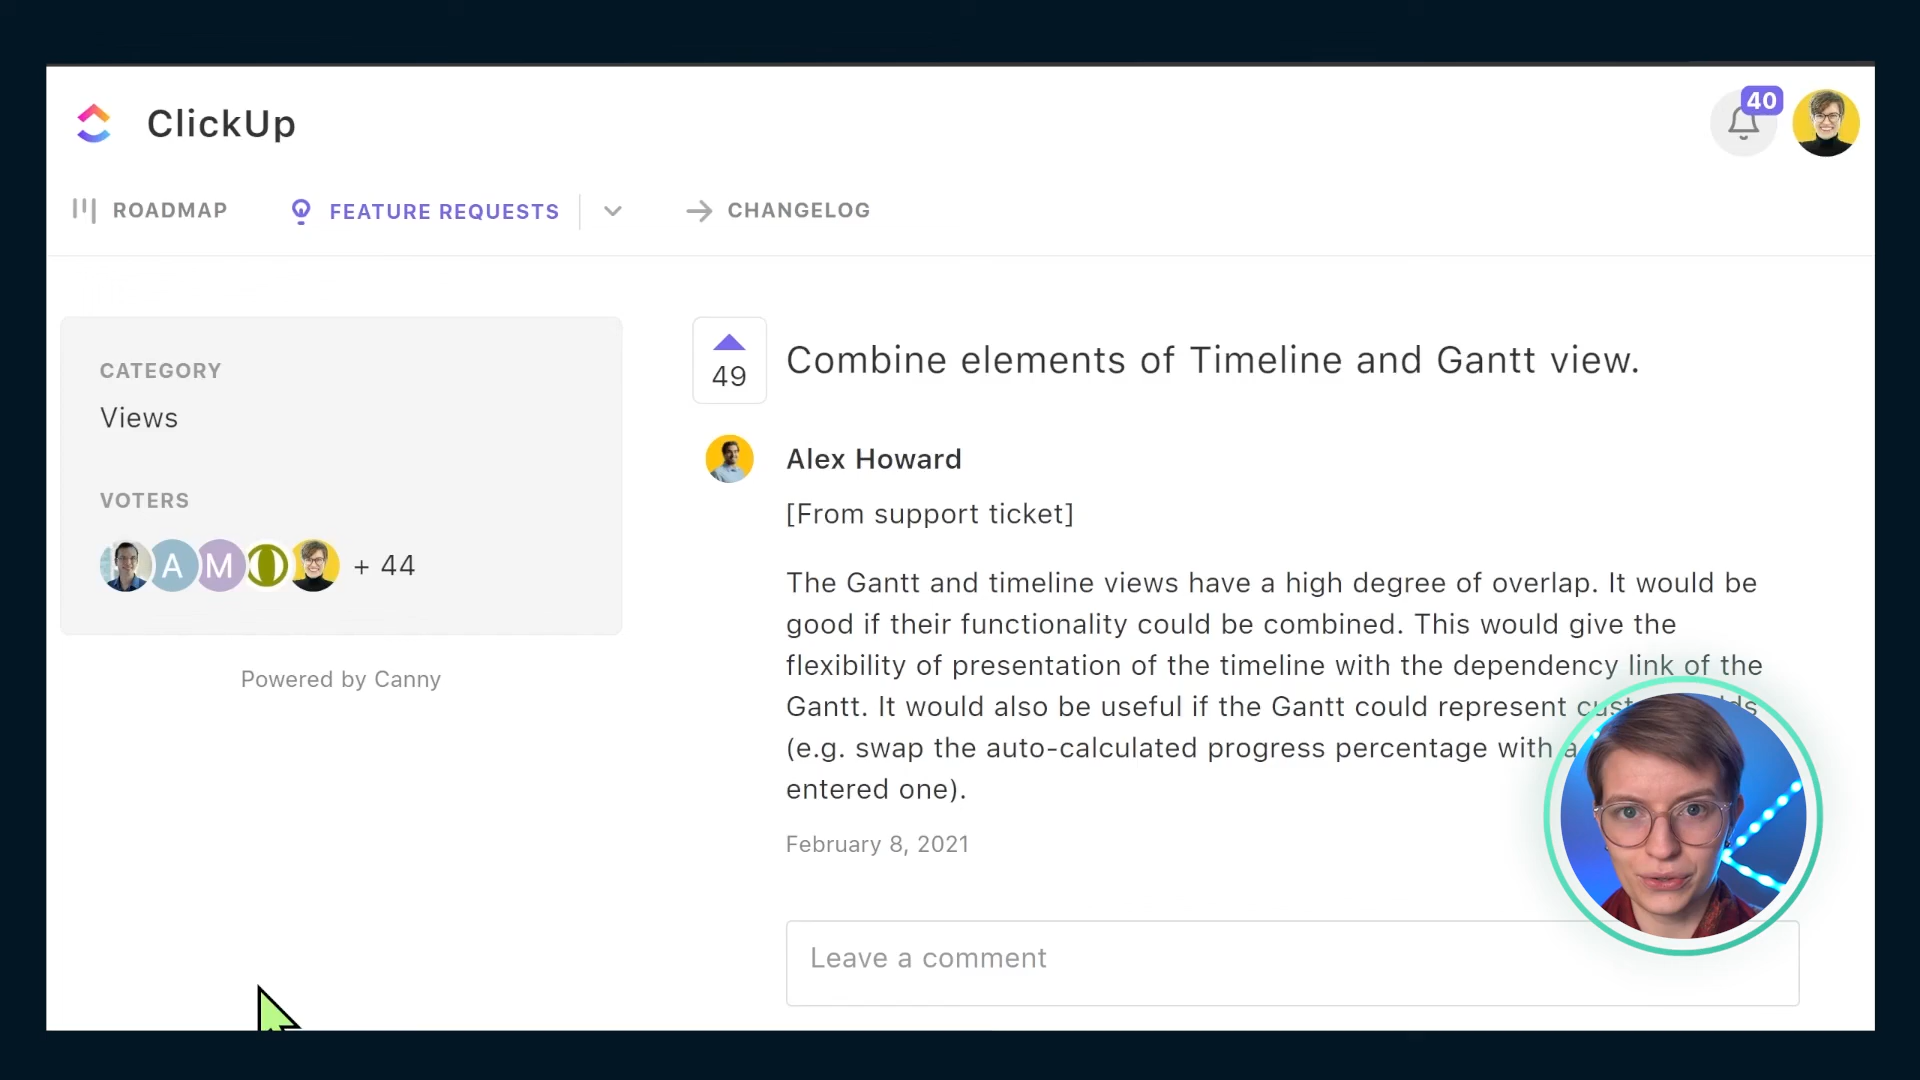 ClickUp
40
ROADMAP
FEATURE REQUESTS
CHANGELOG
CATEGORY
Views
VOTERS
A
M
+ 44
Powered by Canny
49
Combine elements of Timeline and Gantt view.
Alex Howard
[From support ticket]
The Gantt and timeline views have a high degree of overlap. It would be
good if their functionality could be combined. This would give the
flexibility of presentation of the timeline with the dependency link of the
Gantt. It would also be useful if the Gantt could represent
(e.g. swap the auto-calculated progress percentage with a
entered one).
February 8, 2021
Leave a comment